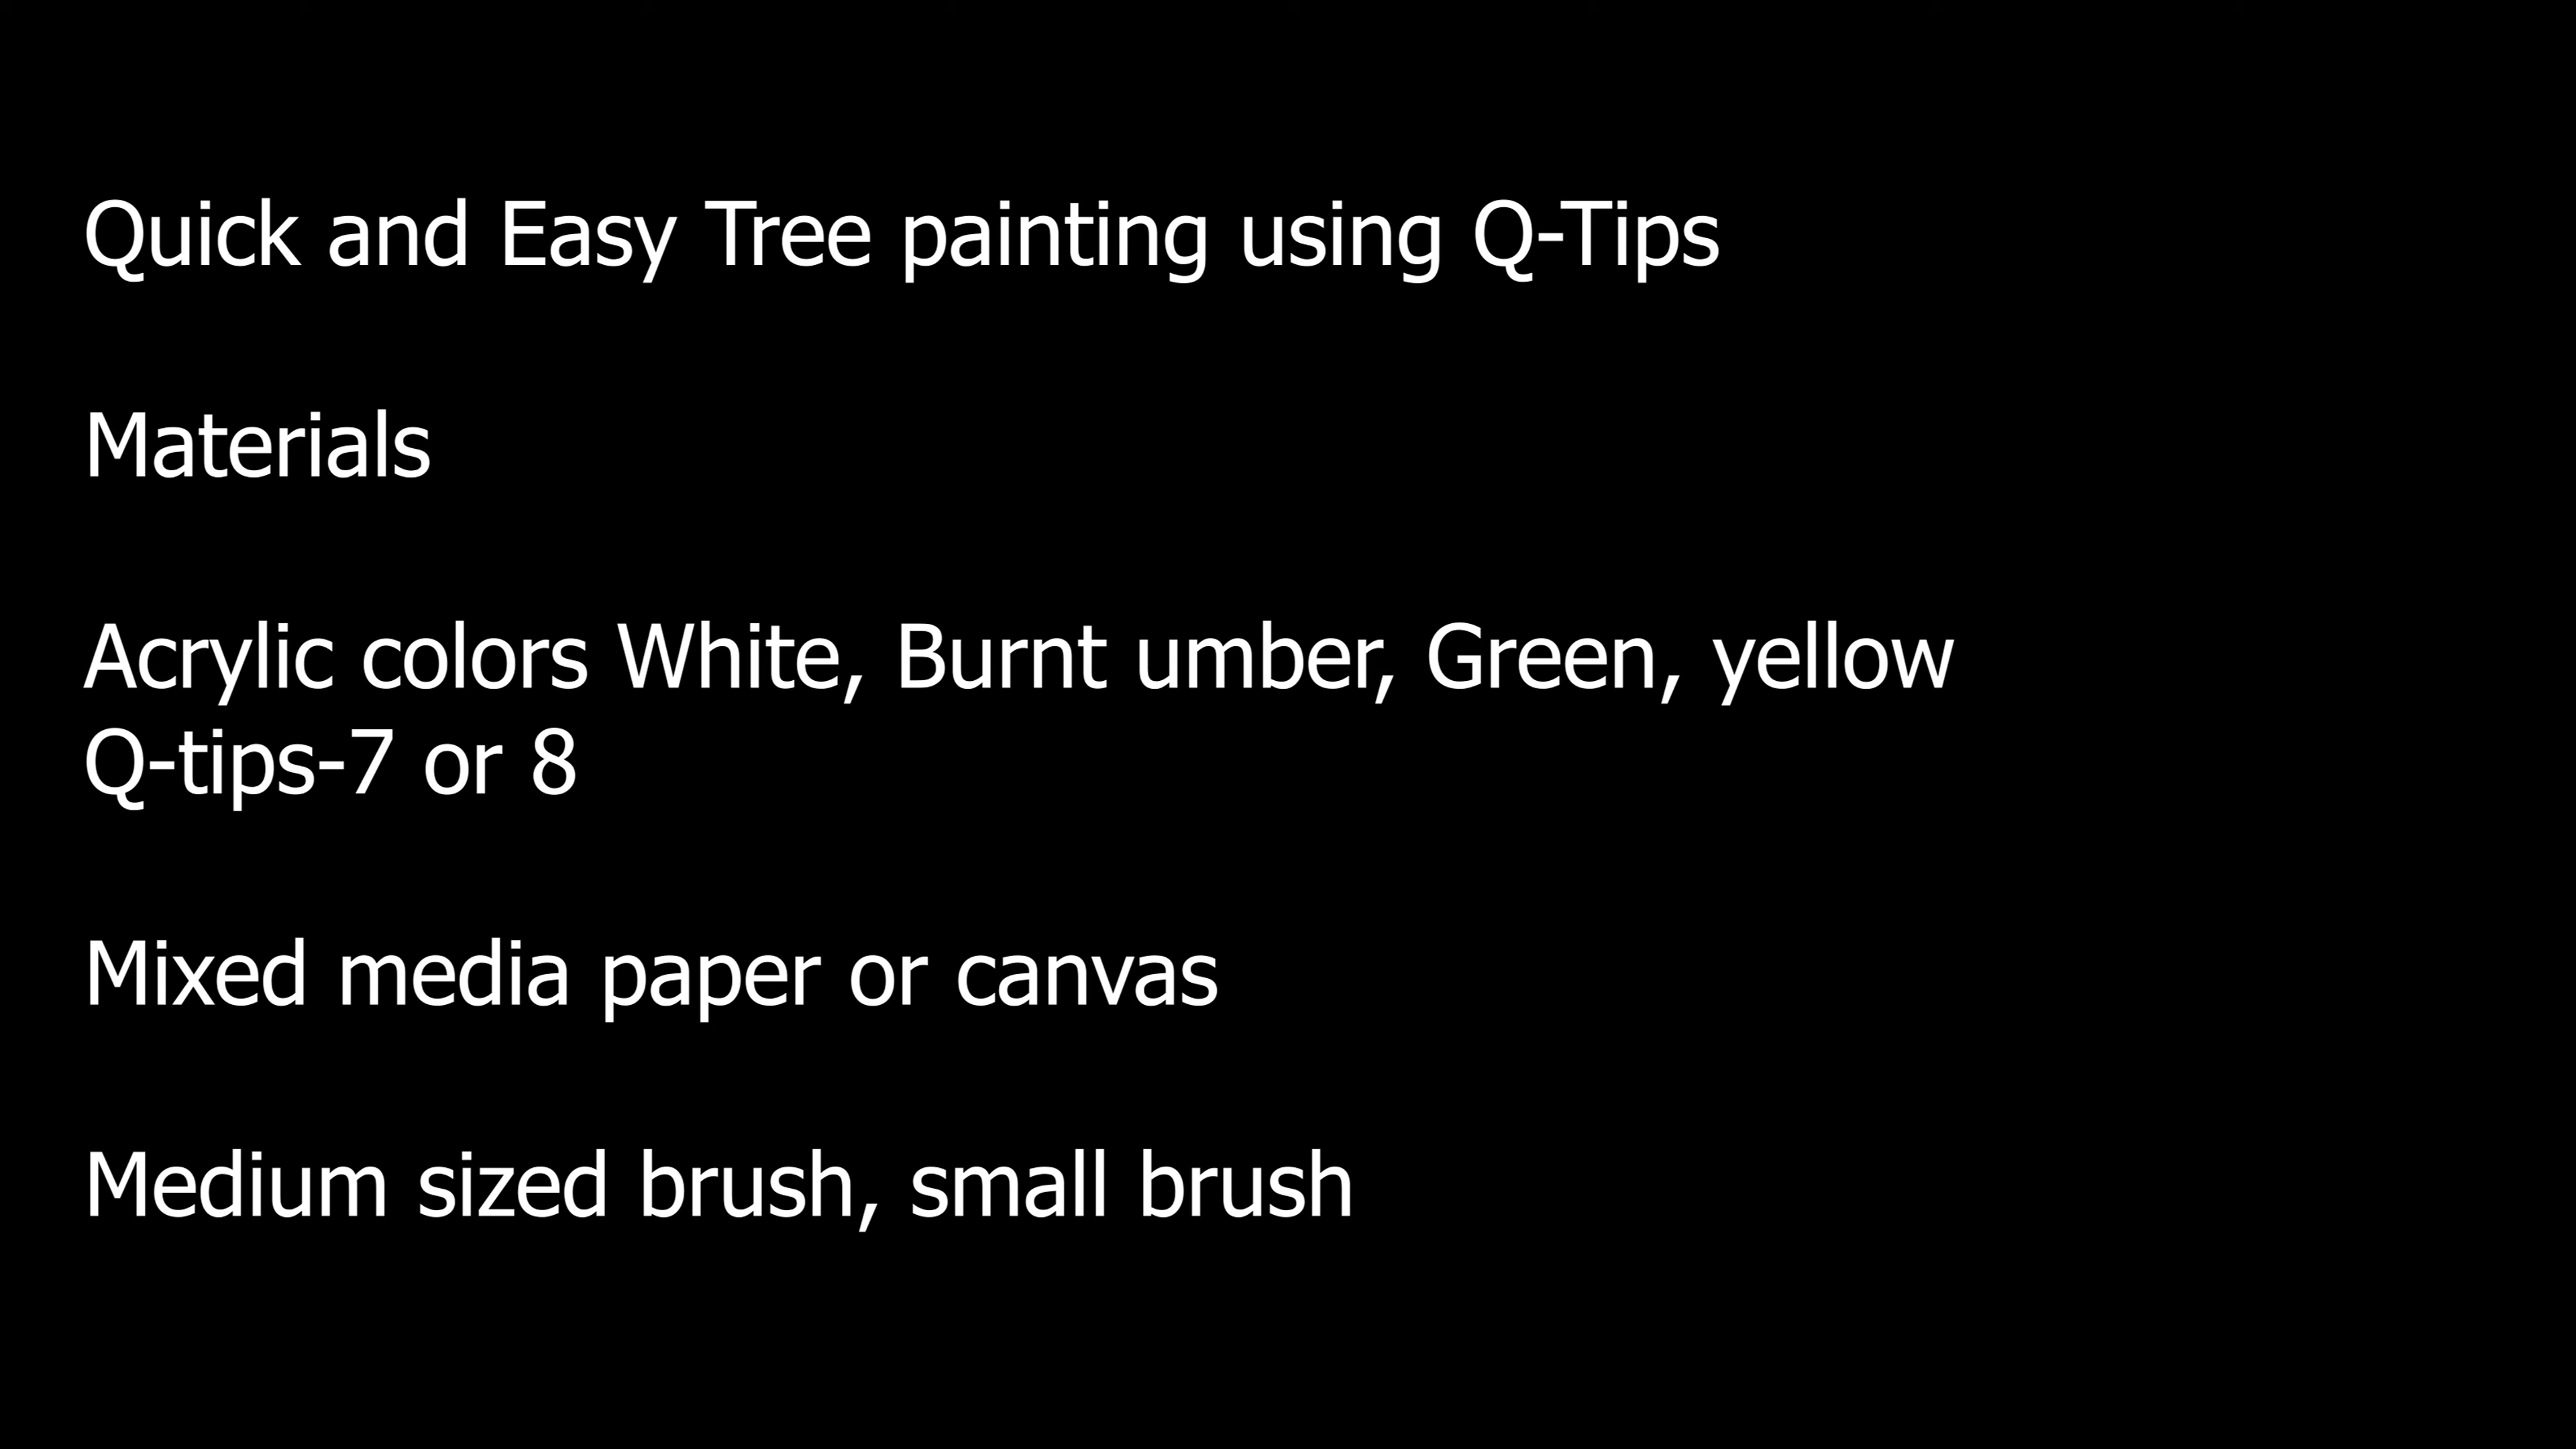 Quick and Easy Tree painting using Q-Tips
Materials
Acrylic colors White, Burnt umber, Green, yellow
Q-tips-7 or 8
Mixed media paper or canvas
Medium sized brush, small brush